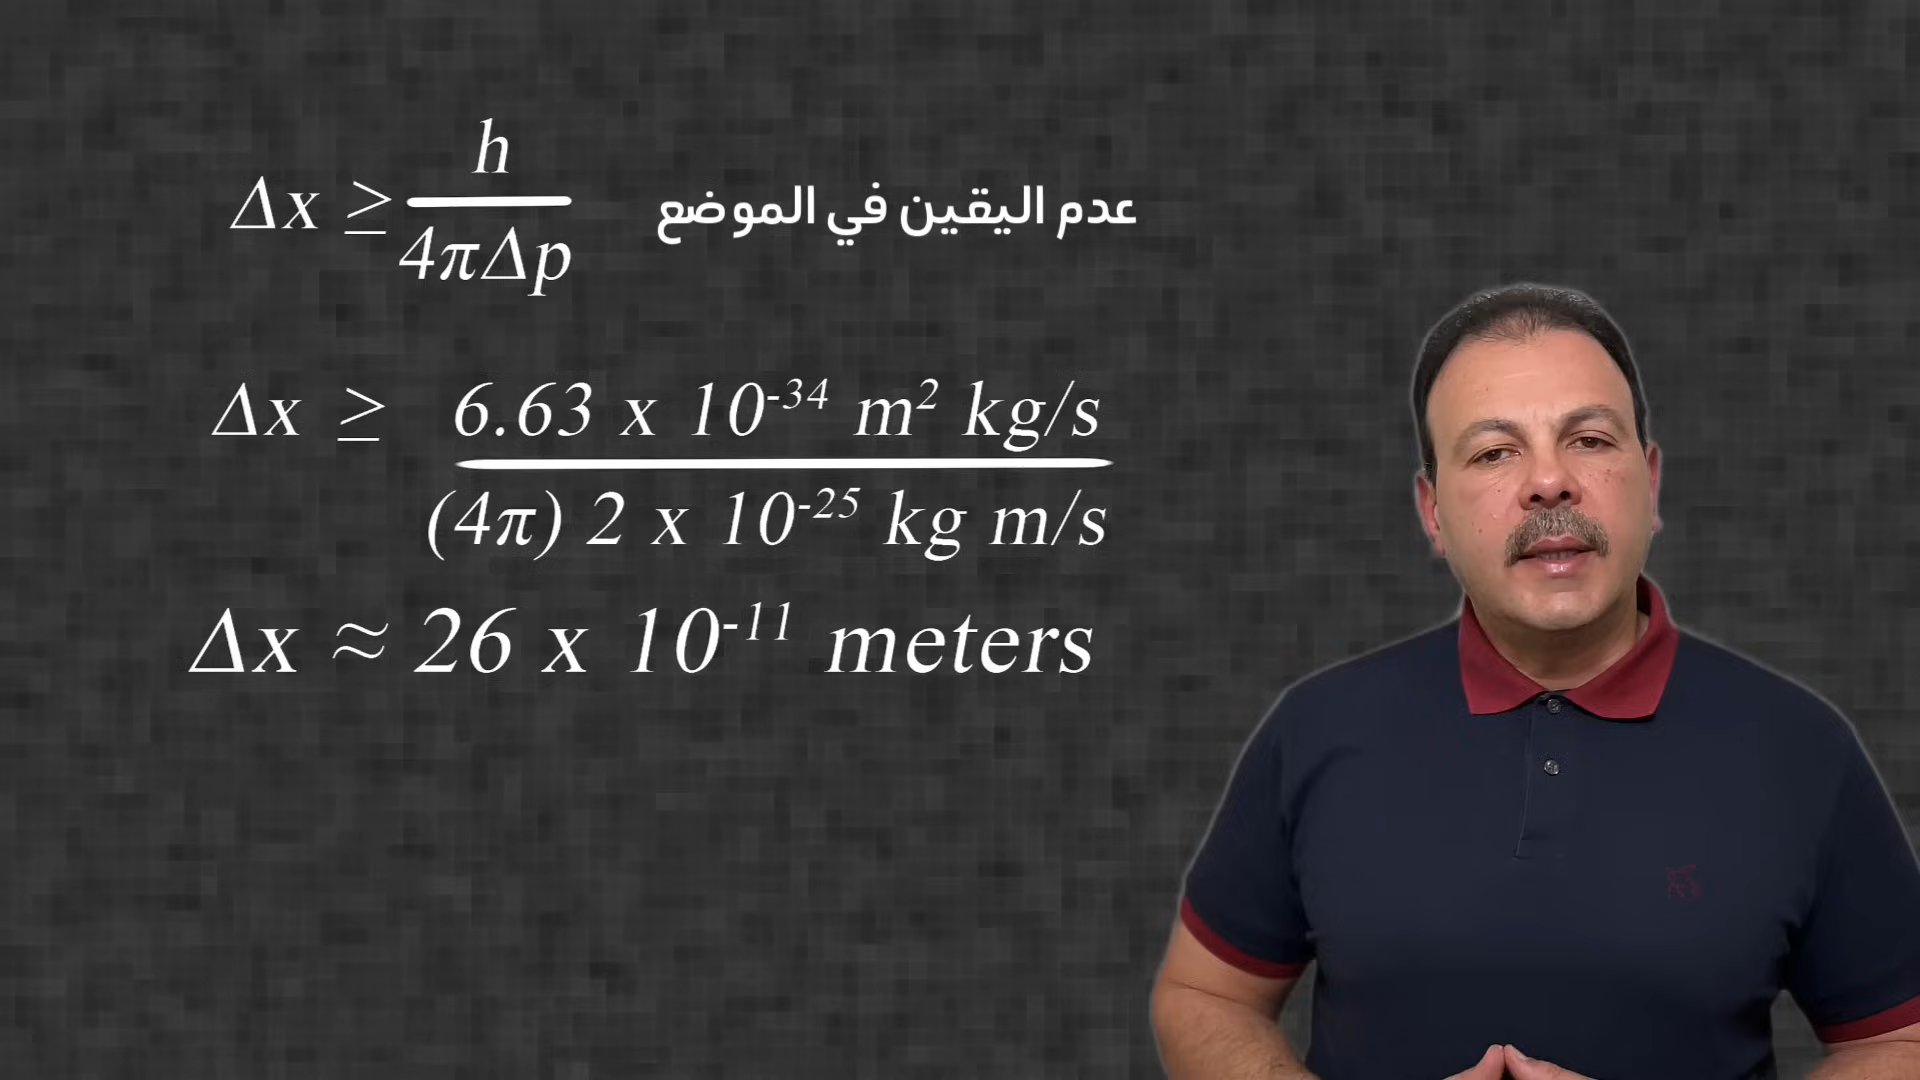 Δx ≥ h / 4πΔp عدم اليقين في الموضع
Δx ≥ 6.63 x 10⁻³⁴ m² kg/s
(4π) 2 x 10⁻²⁵ kg m/s
Δx ≈ 26 x 10⁻¹¹ meters